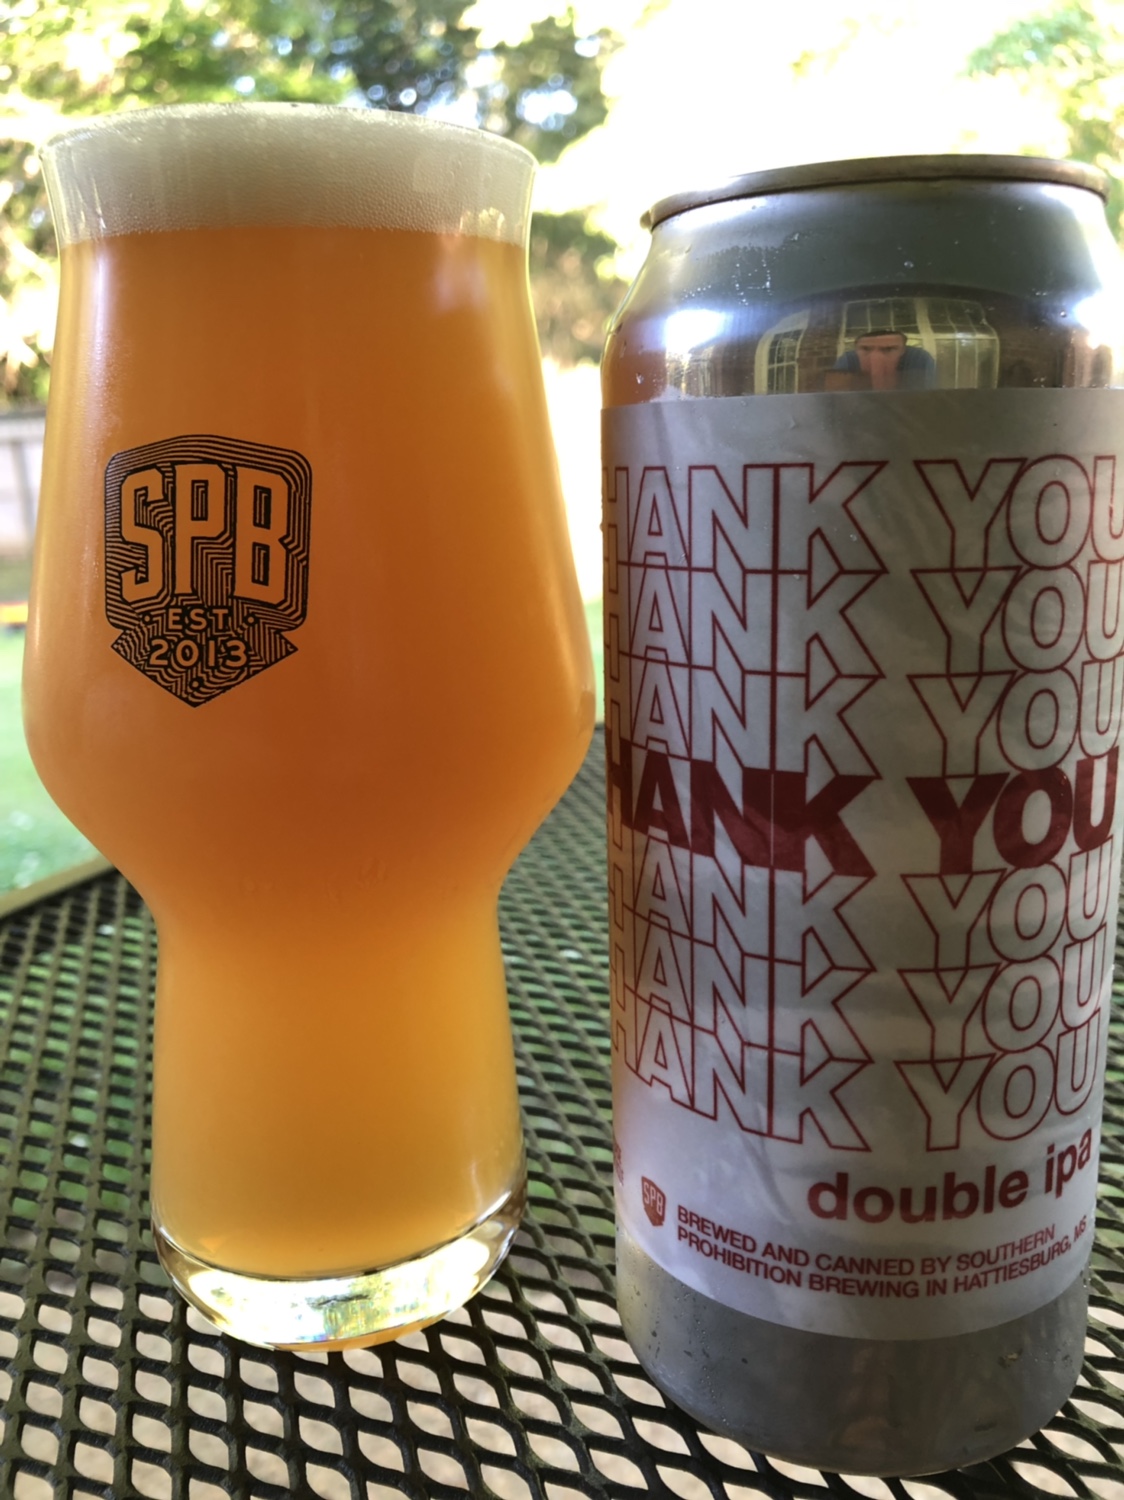 SPB
EST.
2013
HANK YOU
HANK YOU
HANK YOU
HANK YOU
HANK YOU
HANK YOU
HANK YOU
double ipa
SPB
BREWED AND CANNED BY SOUTHERN
PROHIBITION BREWING IN HATTIESBURG, MS